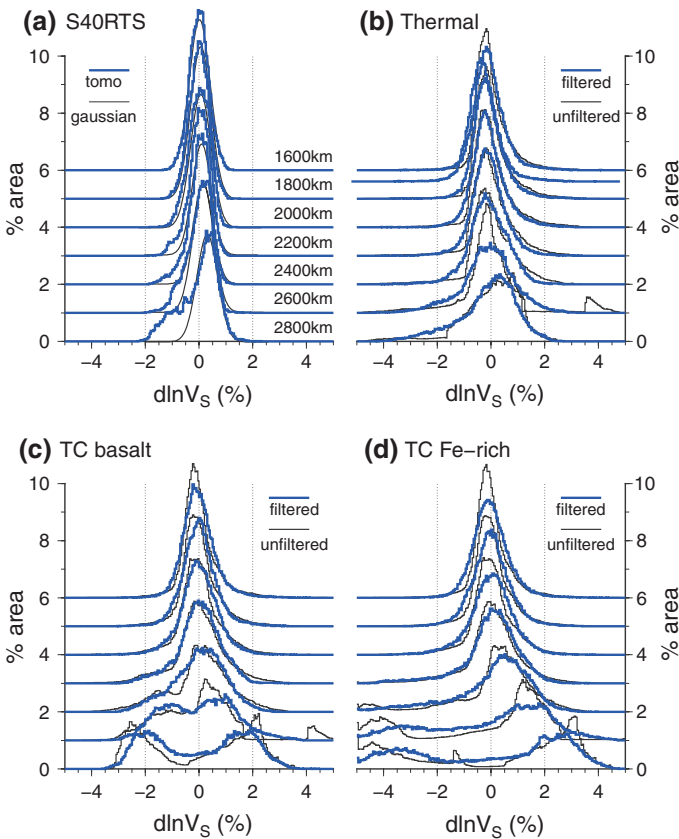 (a) S40RTS
(b) Thermal
10
8
6
4
2
0
% area
tomo
gaussian
1600km
1800km
2000km
2200km
2400km
2600km
2800km
−4 −2 0 2 4
dlnVS (%)
filtered
unfiltered
10
8
6
4
2
0
% area
−4 −2 0 2 4
dlnVS (%)
(c) TC basalt
(d) TC Fe−rich
10
8
6
4
2
0
% area
filtered
unfiltered
−4 −2 0 2 4
dlnVS (%)
filtered
unfiltered
10
8
6
4
2
0
% area
−4 −2 0 2 4
dlnVS (%)